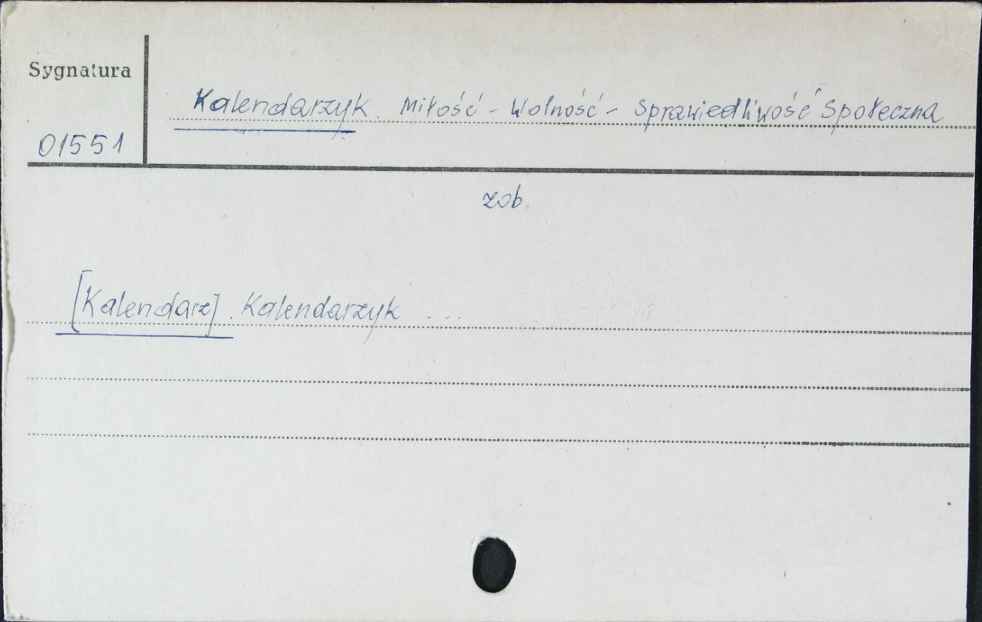 Sygnatura
Kalendarzyk Miłość - Wolność - Sprawiedliwość Społeczna
01551
zob.
[Kalendarz]. Kalendarzyk ...